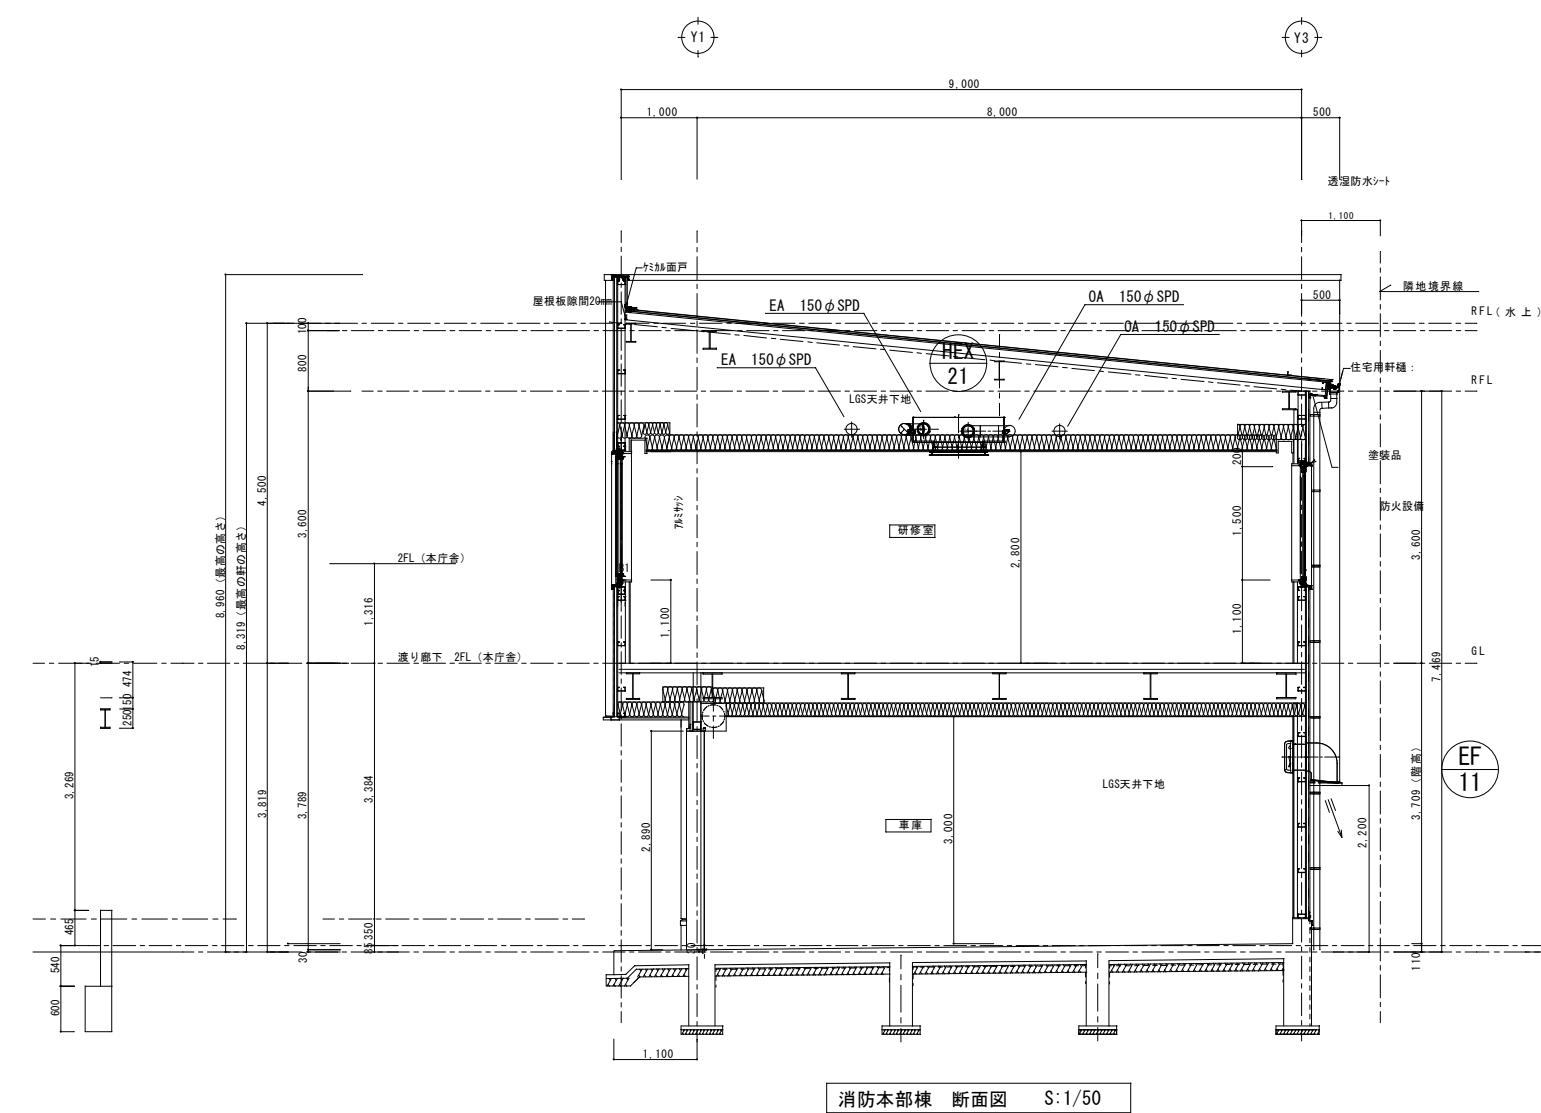 Y1
Y3
9,000
1,000
8,000
500
透湿防水シート
1,100
ケミカル面戸
隣地境界線
屋根板隙間20mm
EA 150φSPD
OA 150φSPD
500
RFL(水上)
100
OA 150φSPD
HEX
21
EA 150φSPD
800
住宅用軒樋:
RFL
LGS天井下地
塗装品
200
4,500
アルミサッシ
防火設備
3,600
研修室
1,500
3,600
2,800
8,960 (最高の高さ)
8,319 (最高の軒の高さ)
2FL (本庁舎)
1,316
1,100
1,100
渡り廊下 2FL (本庁舎)
GL
15
474
150
250
7,469
EF
11
3,269
3,819
3,789
3,384
LGS天井下地
3,709 (階高)
2,890
車庫
3,000
2,200
465
350
85
30
540
110
600
1,100
消防本部棟 断面図 S:1/50